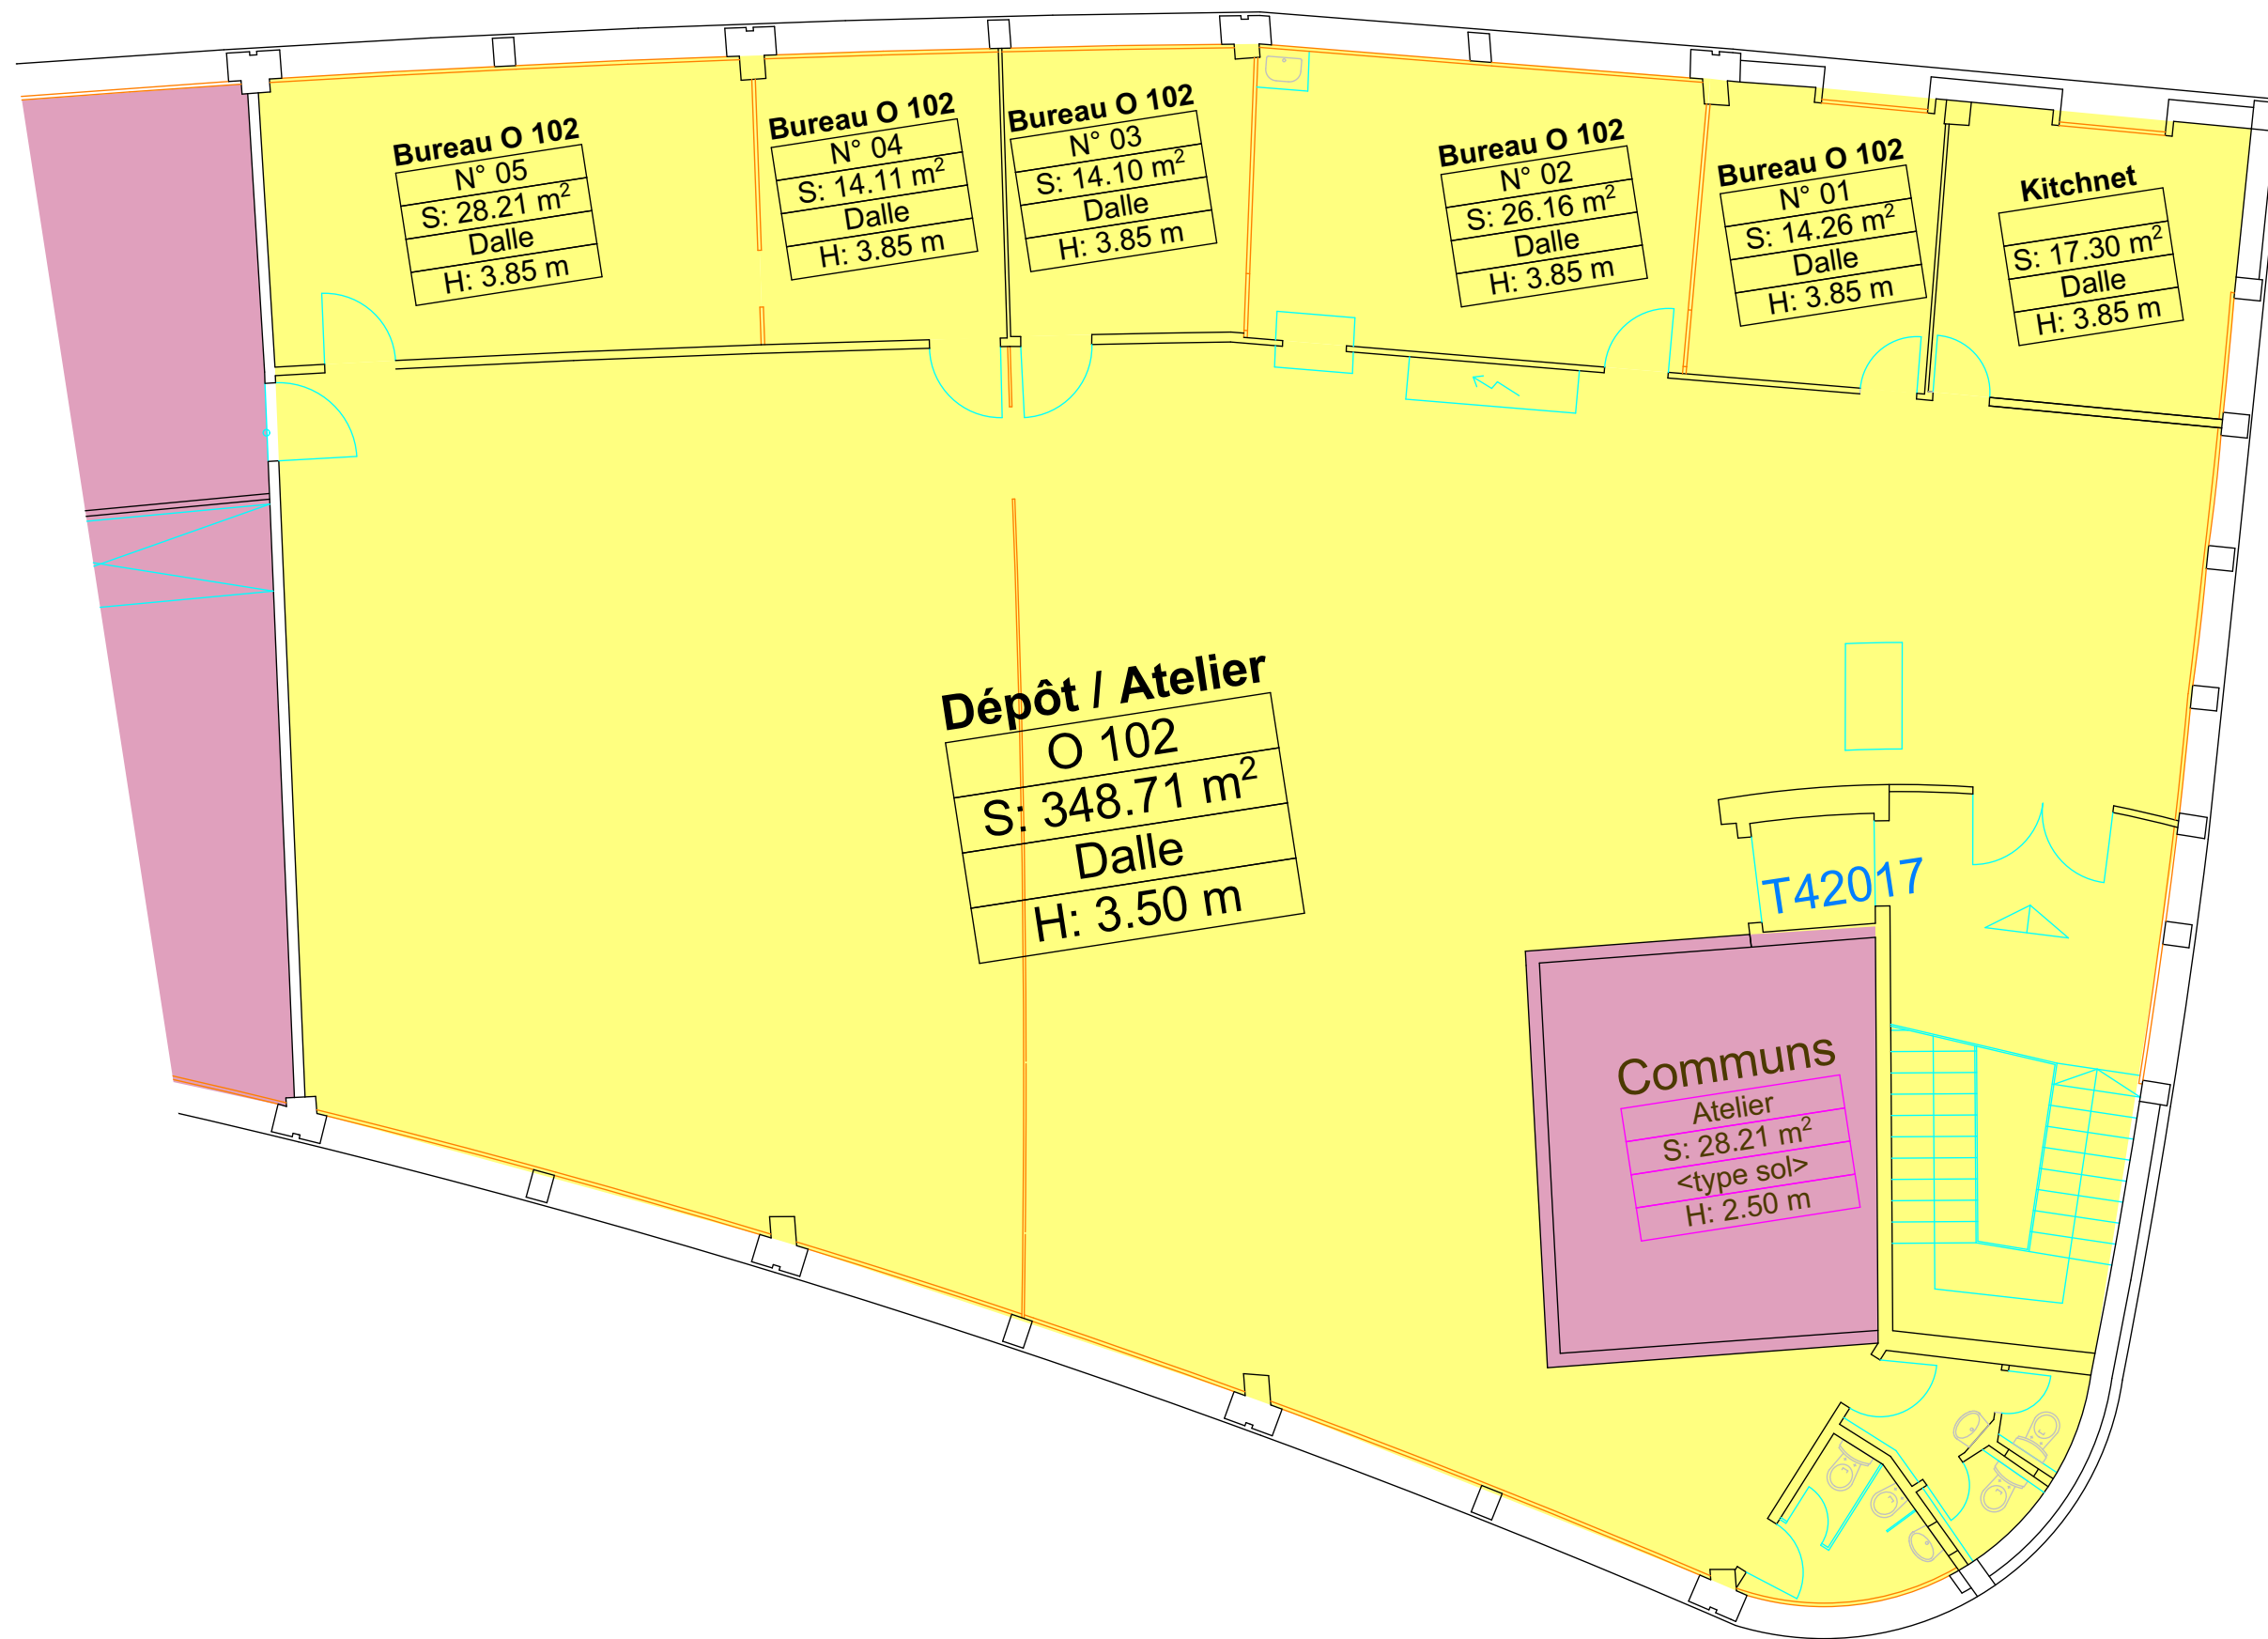 Bureau O 102
N° 05
S: 28.21 m²
Dalle
H: 3.85 m
Bureau O 102
N° 04
S: 14.11 m²
Dalle
H: 3.85 m
Bureau O 102
N° 03
S: 14.10 m²
Dalle
H: 3.85 m
Bureau O 102
N° 02
S: 26.16 m²
Dalle
H: 3.85 m
Bureau O 102
N° 01
S: 14.26 m²
Dalle
H: 3.85 m
Kitchnet
S: 17.30 m²
Dalle
H: 3.85 m
Dépôt / Atelier
O 102
S: 348.71 m²
Dalle
H: 3.50 m
T42017
Communs
Atelier
S: 28.21 m²
<type sol>
H: 2.50 m